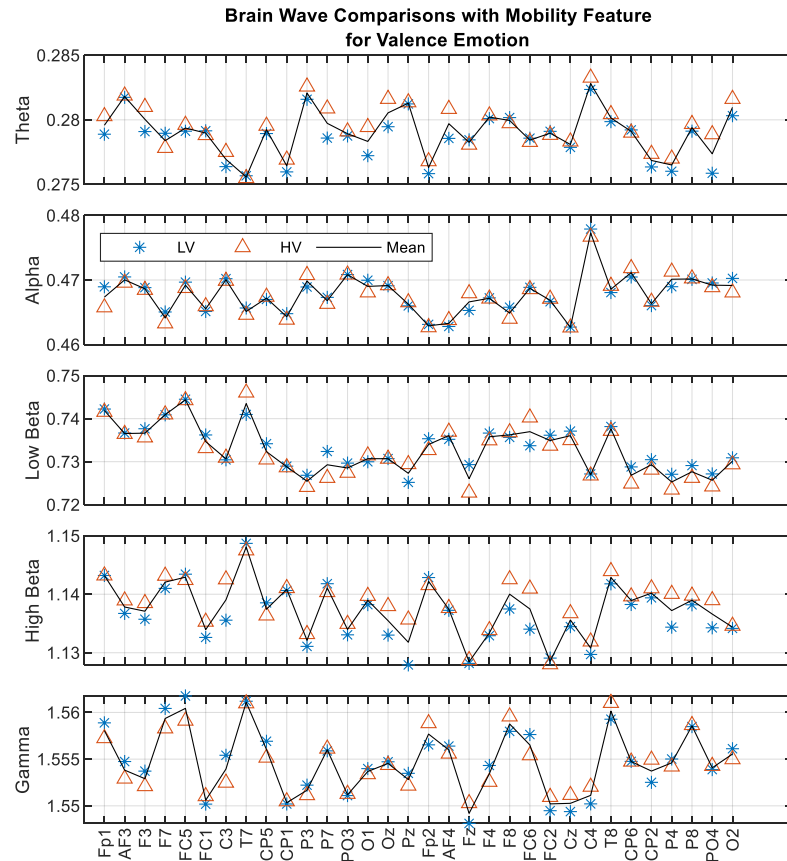 Brain Wave Comparisons with Mobility Feature
for Valence Emotion
0.285
0.28
0.275
Theta
0.48
0.47
0.46
Alpha
LV HV Mean
0.75
0.74
0.73
0.72
Low Beta
1.15
1.14
1.13
High Beta
1.56
1.555
1.55
Gamma
Fp1 AF3 F3 F7 FC5 FC1 C3 T7 CP5 CP1 P3 P7 PO3 O1 Oz Pz Fp2 AF4 Fz F4 F8 FC6 FC2 Cz C4 T8 CP6 CP2 P4 P8 PO4 O2